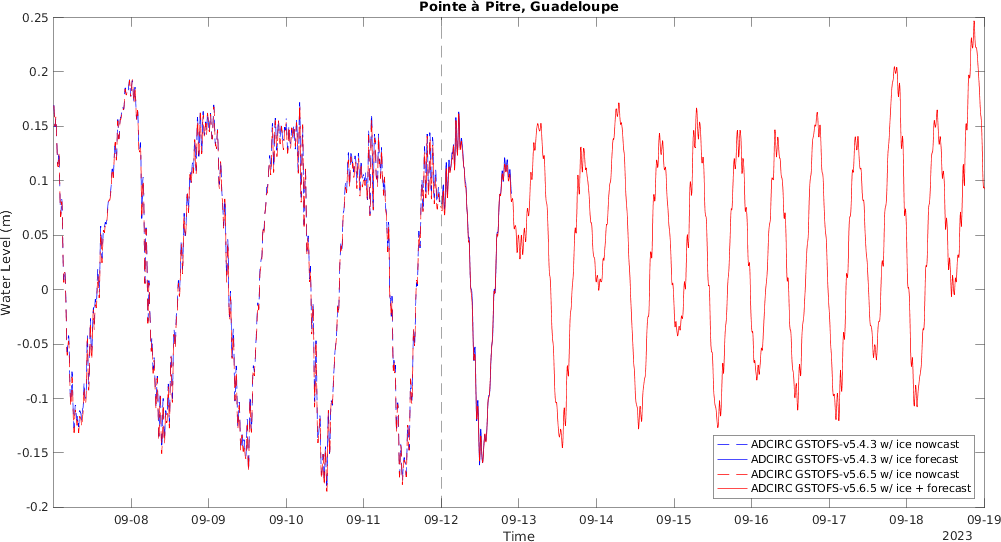 Pointe à Pitre, Guadeloupe
0.25
0.2
0.15
0.1
0.05
0
-0.05
-0.1
-0.15
-0.2
Water Level (m)
ADCIRC GSTOFS-v5.4.3 w/ ice nowcast
ADCIRC GSTOFS-v5.4.3 w/ ice forecast
ADCIRC GSTOFS-v5.6.5 w/ ice nowcast
ADCIRC GSTOFS-v5.6.5 w/ ice + forecast
09-08 09-09 09-10 09-11 09-12 09-13 09-14 09-15 09-16 09-17 09-18 09-19
Time
2023